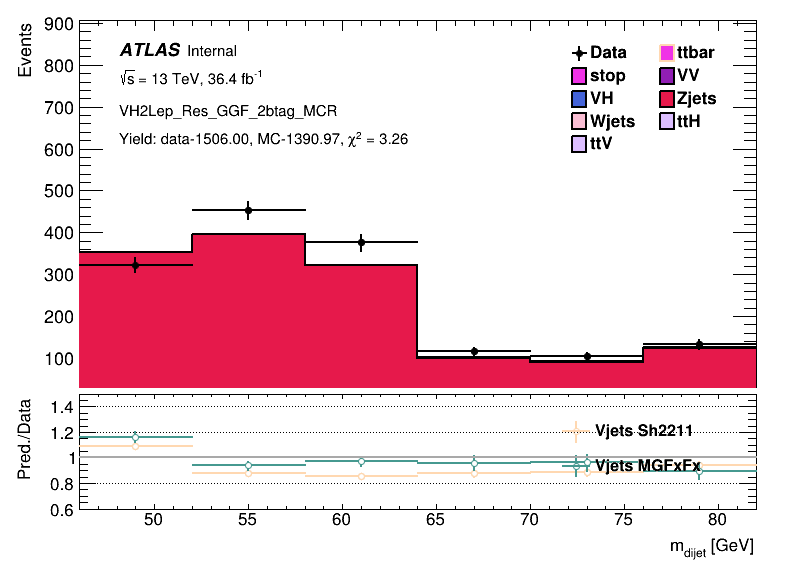 Events
900
800
700
600
500
400
300
200
100
ATLAS Internal
√s = 13 TeV, 36.4 fb⁻¹
VH2Lep_Res_GGF_2btag_MCR
Yield: data-1506.00, MC-1390.97, χ² = 3.26
Data ttbar
stop VV
VH Zjets
Wjets ttH
ttV
Pred./Data
1.4
1.2
1
0.8
0.6
Vjets Sh2211
Vjets MGFxFx
50 55 60 65 70 75 80
m_dijet [GeV]